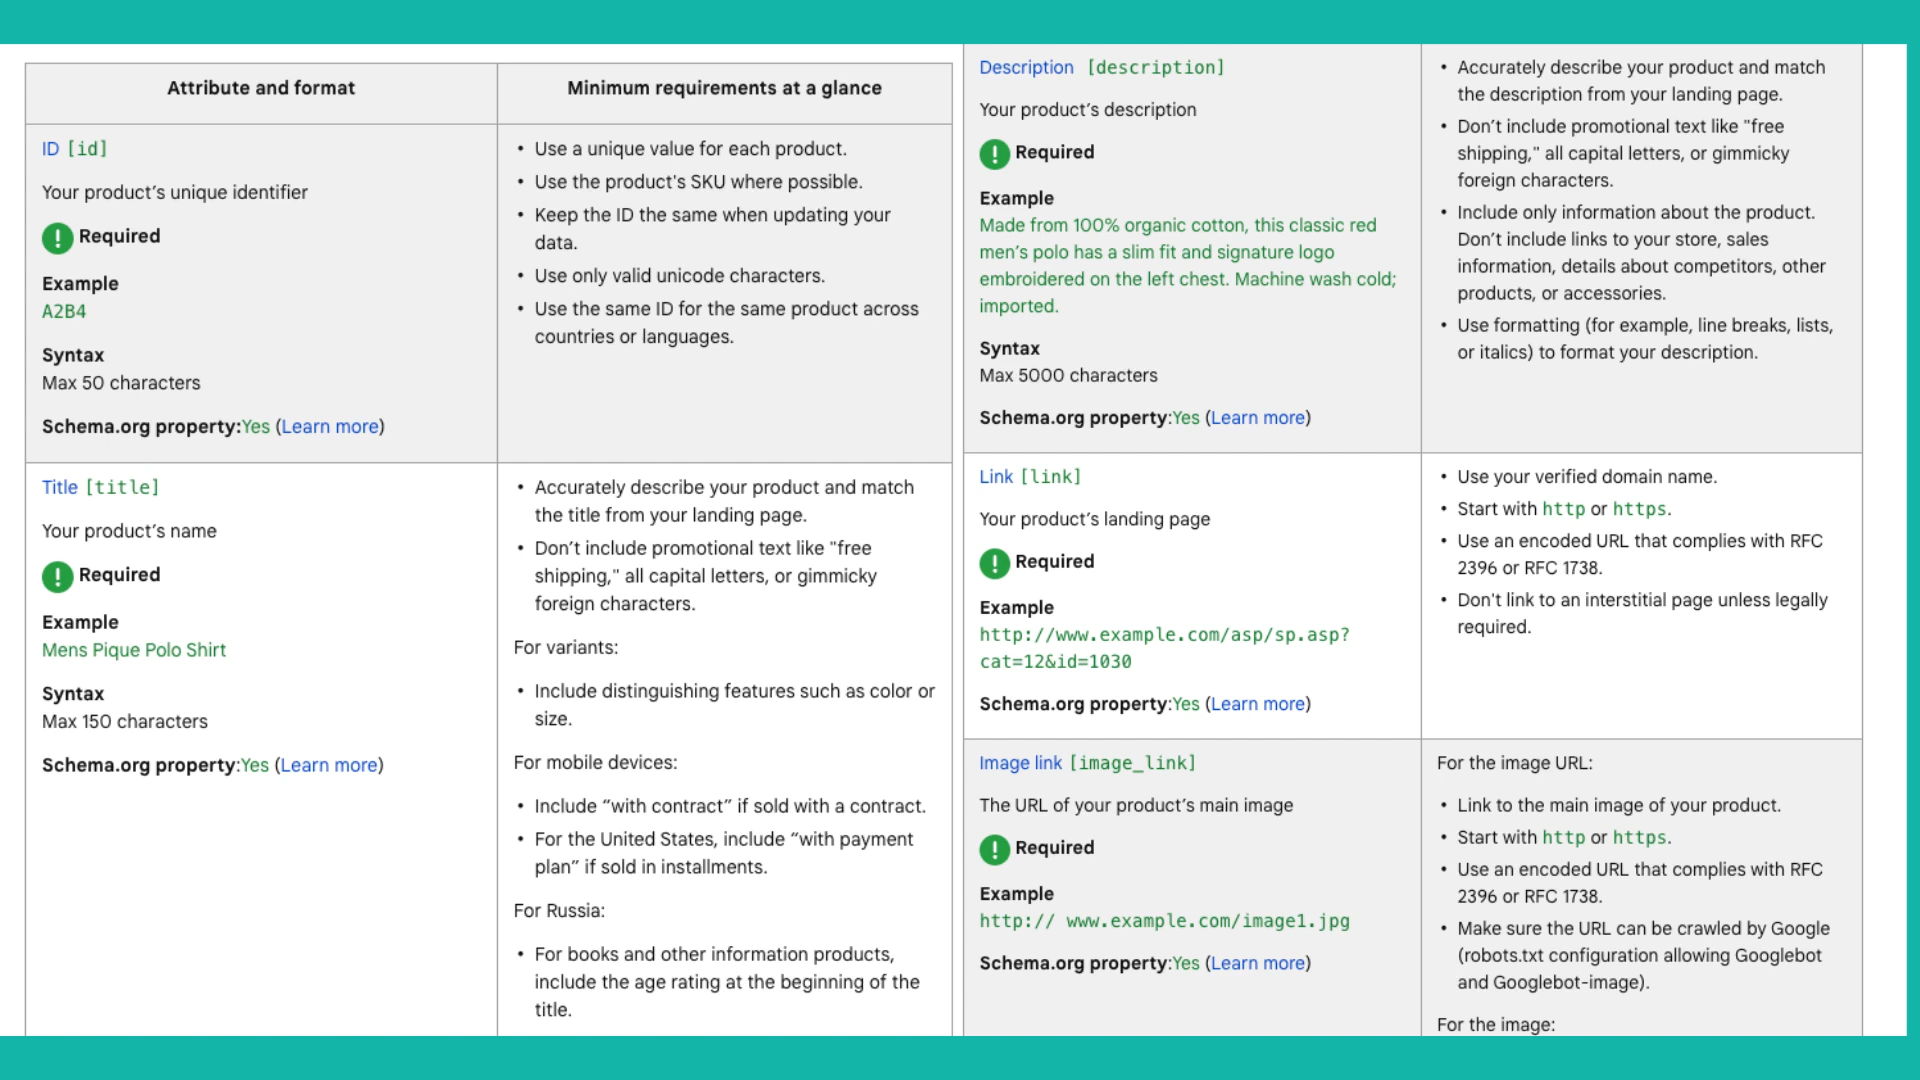 Attribute and format
Minimum requirements at a glance
ID [id]
Your product’s unique identifier
Required
Example
A2B4
Syntax
Max 50 characters
Schema.org property:Yes (Learn more)
• Use a unique value for each product.
• Use the product's SKU where possible.
• Keep the ID the same when updating your
data.
• Use only valid unicode characters.
• Use the same ID for the same product across
countries or languages.
Title [title]
Your product’s name
Required
Example
Mens Pique Polo Shirt
Syntax
Max 150 characters
Schema.org property:Yes (Learn more)
• Accurately describe your product and match
the title from your landing page.
• Don’t include promotional text like "free
shipping," all capital letters, or gimmicky
foreign characters.
For variants:
• Include distinguishing features such as color or
size.
For mobile devices:
• Include “with contract” if sold with a contract.
• For the United States, include “with payment
plan” if sold in installments.
For Russia:
• For books and other information products,
include the age rating at the beginning of the
title.
Description [description]
Your product’s description
Required
Example
Made from 100% organic cotton, this classic red
men’s polo has a slim fit and signature logo
embroidered on the left chest. Machine wash cold;
imported.
Syntax
Max 5000 characters
Schema.org property:Yes (Learn more)
• Accurately describe your product and match
the description from your landing page.
• Don’t include promotional text like "free
shipping," all capital letters, or gimmicky
foreign characters.
• Include only information about the product.
Don’t include links to your store, sales
information, details about competitors, other
products, or accessories.
• Use formatting (for example, line breaks, lists,
or italics) to format your description.
Link [link]
Your product’s landing page
Required
Example
http://www.example.com/asp/sp.asp?
cat=12&id=1030
Schema.org property:Yes (Learn more)
• Use your verified domain name.
• Start with http or https.
• Use an encoded URL that complies with RFC
2396 or RFC 1738.
• Don't link to an interstitial page unless legally
required.
Image link [image_link]
The URL of your product’s main image
Required
Example
http:// www.example.com/image1.jpg
Schema.org property:Yes (Learn more)
For the image URL:
• Link to the main image of your product.
• Start with http or https.
• Use an encoded URL that complies with RFC
2396 or RFC 1738.
• Make sure the URL can be crawled by Google
(robots.txt configuration allowing Googlebot
and Googlebot-image).
For the image: